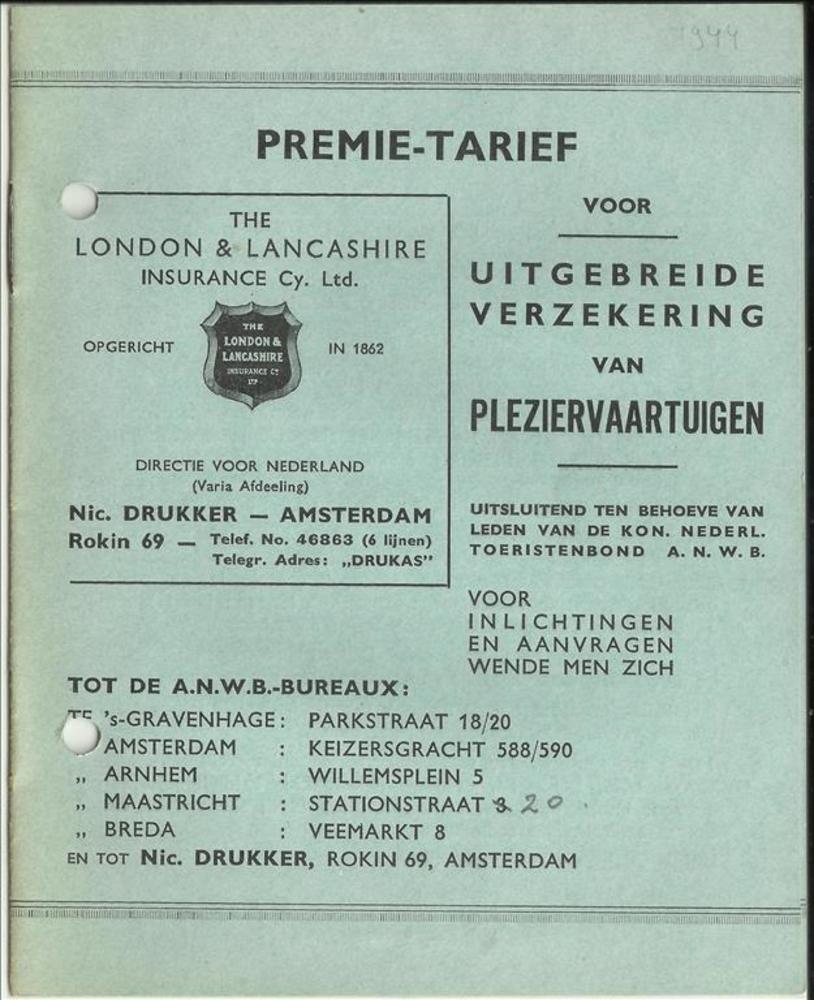 1944
PREMIE-TARIEF
THE
LONDON & LANCASHIRE
INSURANCE Cy. Ltd.
OPGERICHT
THE
LONDON &
LANCASHIRE
INSURANCE CY
LTD
IN 1862
DIRECTIE VOOR NEDERLAND
(Varia Afdeeling)
Nic. DRUKKER — AMSTERDAM
Rokin 69 — Telef. No. 46863 (6 lijnen)
Telegr. Adres: „DRUKAS”
VOOR
UITGEBREIDE
VERZEKERING
VAN
PLEZIERVAARTUIGEN
UITSLUITEND TEN BEHOEVE VAN
LEDEN VAN DE KON. NEDERL.
TOERISTENBOND A. N. W. B.
VOOR
INLICHTINGEN
EN AANVRAGEN
WENDE MEN ZICH
TOT DE A.N.W.B.-BUREAUX:
TE 's-GRAVENHAGE: PARKSTRAAT 18/20
AMSTERDAM : KEIZERSGRACHT 588/590
„ ARNHEM : WILLEMSPLEIN 5
„ MAASTRICHT : STATIONSTRAAT 20
„ BREDA : VEEMARKT 8
EN TOT Nic. DRUKKER, ROKIN 69, AMSTERDAM